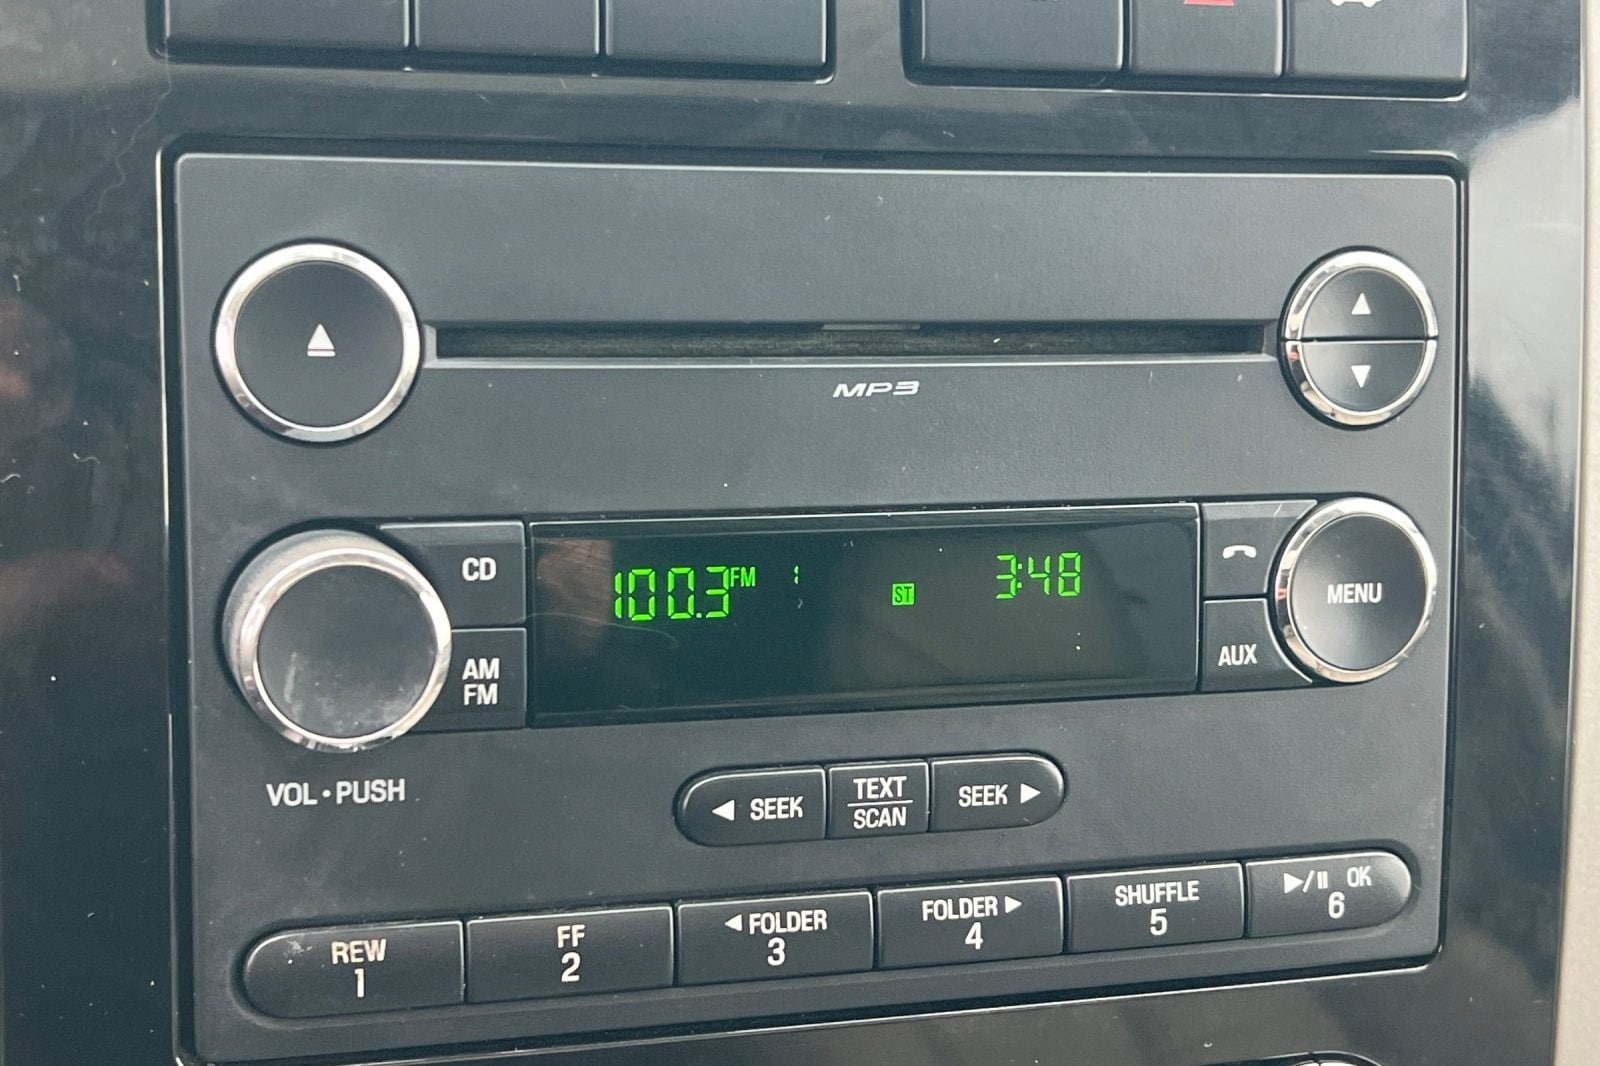 MP3
CD
100.3 FM 1 ST 3:48
MENU
AUX
AM
FM
VOL • PUSH
◀ SEEK
TEXT
SCAN
SEEK ▶
REW
1
FF
2
◀ FOLDER
3
FOLDER ▶
4
SHUFFLE
5
▶/II OK
6